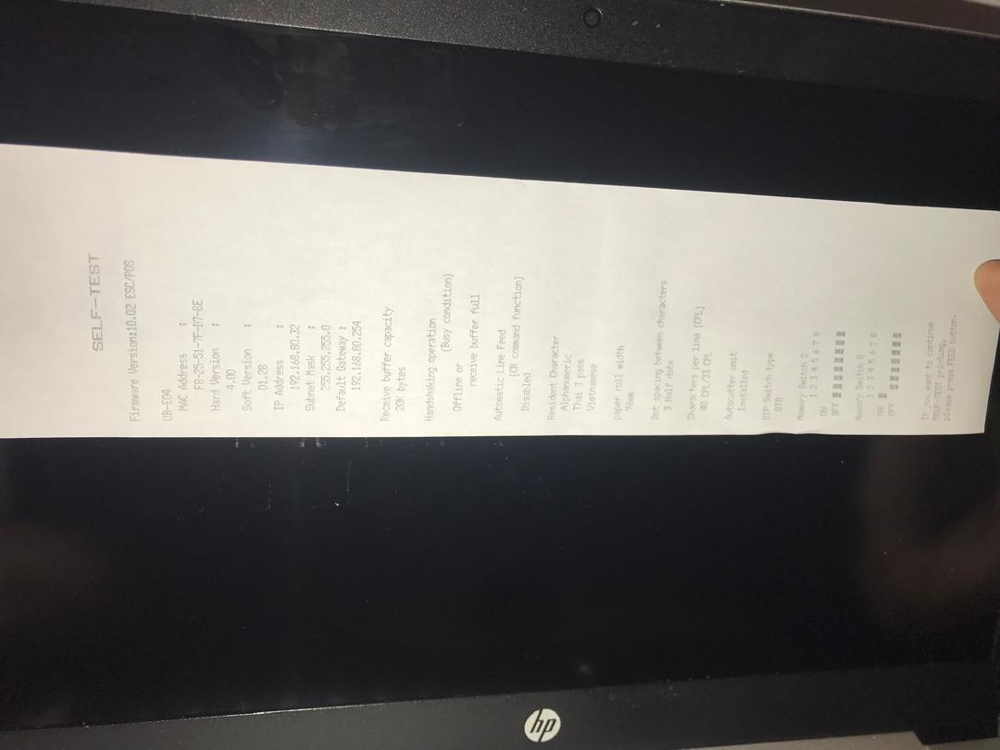 SELF-TEST
Firmware Version:10.02 ESC/POS
UB-E04
MAC Address :
F8-25-51-7F-D7-8E
Hard Version :
4.00
Soft Version :
01.28
IP Address :
192.168.80.32
Subnet Mask :
255.255.255.0
Default Gateway :
192.168.80.254
Receive buffer capacity
20K bytes
Handshaking operation
(Busy condition)
Offline or
receive buffer full
Automatic Line Feed
(CR command function)
Disabled
Resident Character
Alphanumeric
Thai 3 pass
Vietnamese
paper roll width
76mm
Dot spacing between characters
3 Half dots
Characters per line (CPL)
40 CPL/33 CPL
Autocutter unit
Installed
DIP Switch type
STD
Memory Switch 2
1 2 3 4 5 6 7 8
ON
OFF
Memory Switch 8
1 2 3 4 5 6 7 8
ON
OFF
If you want to continue
SELF-TEST printing,
please press FEED button.
hp